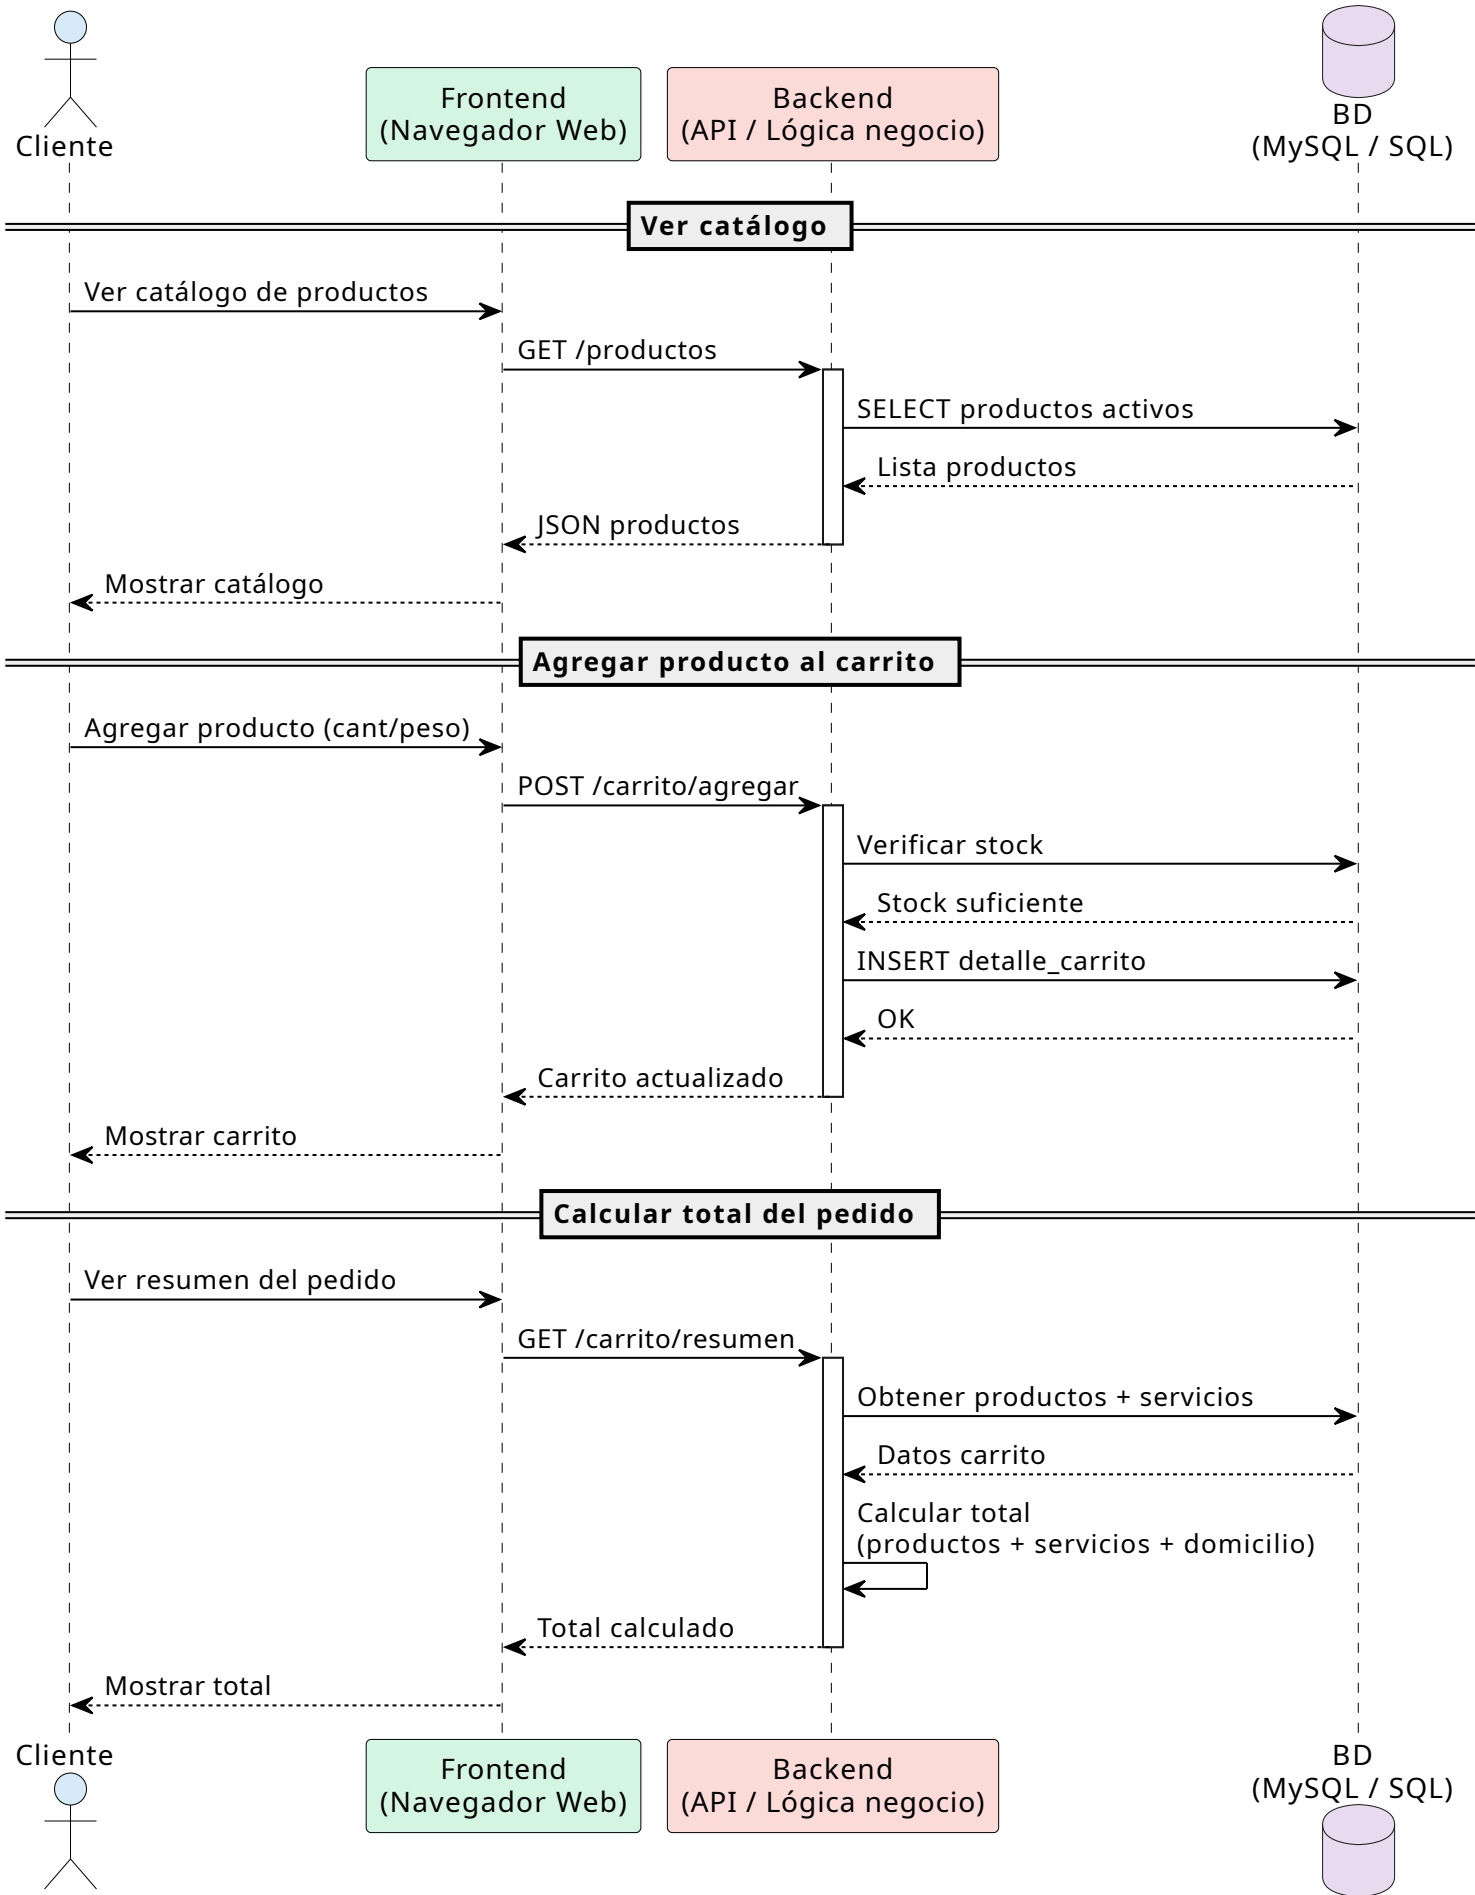 Cliente
Frontend
(Navegador Web)
Backend
(API / Lógica negocio)
BD
(MySQL / SQL)
Ver catálogo
Ver catálogo de productos
GET /productos
SELECT productos activos
Lista productos
JSON productos
Mostrar catálogo
Agregar producto al carrito
Agregar producto (cant/peso)
POST /carrito/agregar
Verificar stock
Stock suficiente
INSERT detalle_carrito
OK
Carrito actualizado
Mostrar carrito
Calcular total del pedido
Ver resumen del pedido
GET /carrito/resumen
Obtener productos + servicios
Datos carrito
Calcular total
(productos + servicios + domicilio)
Total calculado
Mostrar total
Cliente
Frontend
(Navegador Web)
Backend
(API / Lógica negocio)
BD
(MySQL / SQL)